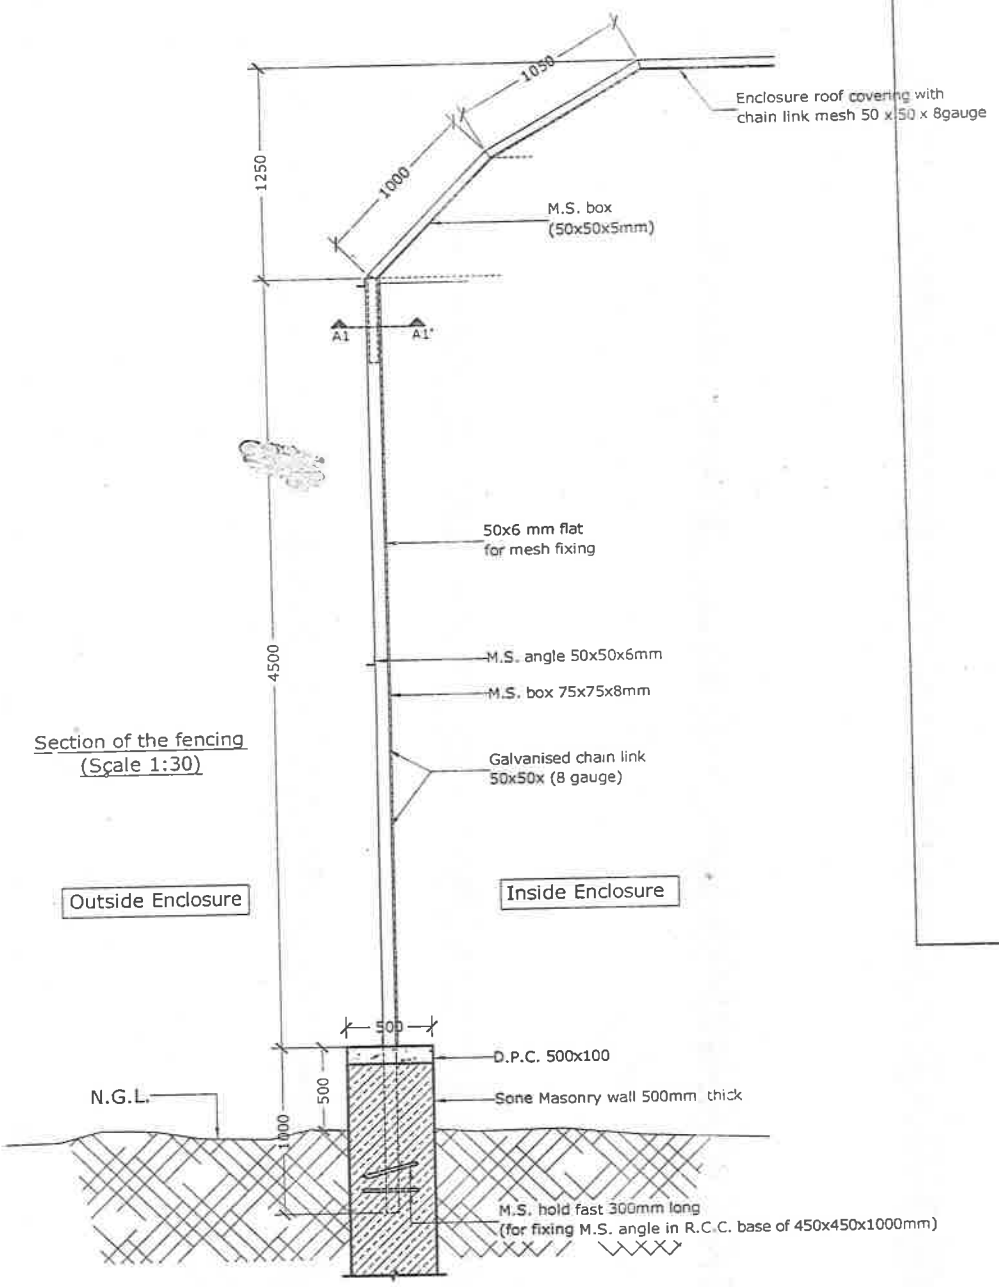 1050
Enclosure roof covering with
chain link mesh 50 x 50 x 8gauge
1000
1250
M.S. box
(50x50x5mm)
A1 A1'
50x6 mm flat
for mesh fixing
4500
M.S. angle 50x50x6mm
M.S. box 75x75x8mm
Section of the fencing
(Scale 1:30)
Galvanised chain link
50x50x (8 gauge)
Outside Enclosure
Inside Enclosure
500
D.P.C. 500x100
500
N.G.L.
Sone Masonry wall 500mm thick
1000
M.S. hold fast 300mm long
(for fixing M.S. angle in R.C.C. base of 450x450x1000mm)